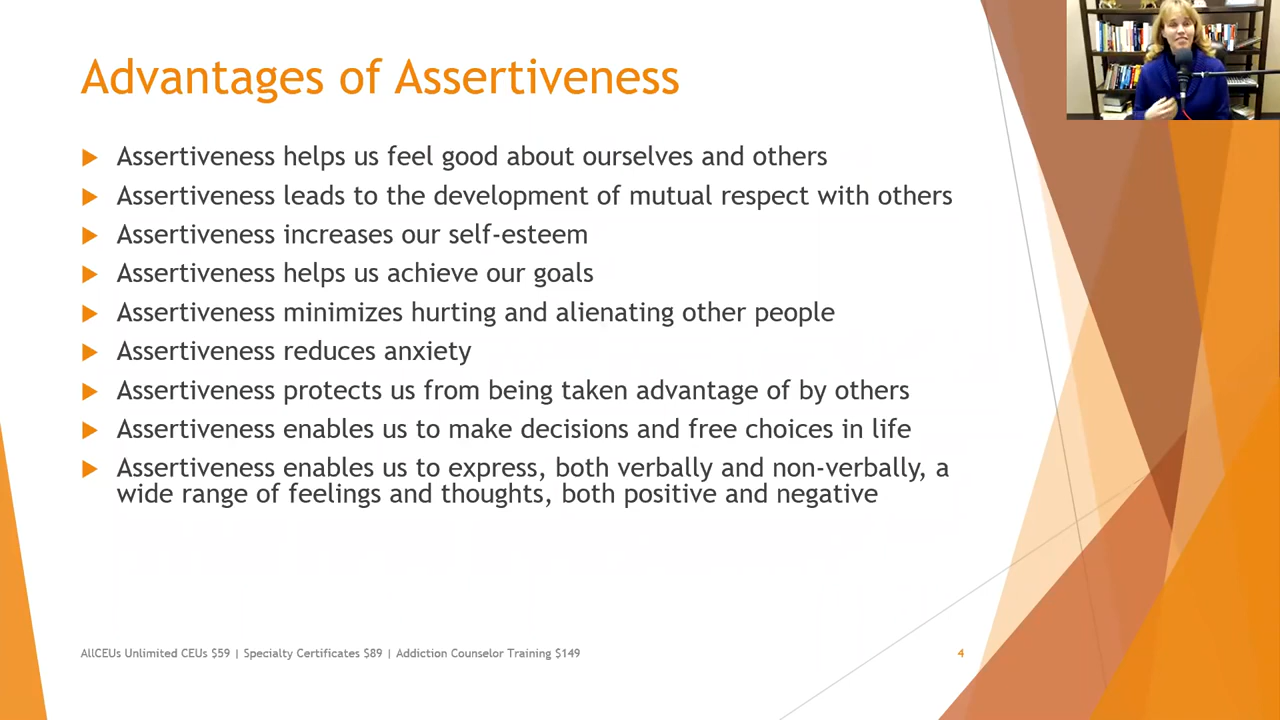 Advantages of Assertiveness
Assertiveness helps us feel good about ourselves and others
Assertiveness leads to the development of mutual respect with others
Assertiveness increases our self-esteem
Assertiveness helps us achieve our goals
Assertiveness minimizes hurting and alienating other people
Assertiveness reduces anxiety
Assertiveness protects us from being taken advantage of by others
Assertiveness enables us to make decisions and free choices in life
Assertiveness enables us to express, both verbally and non-verbally, a
wide range of feelings and thoughts, both positive and negative
AllCEUs Unlimited CEUs $59 | Specialty Certificates $89 | Addiction Counselor Training $149
4